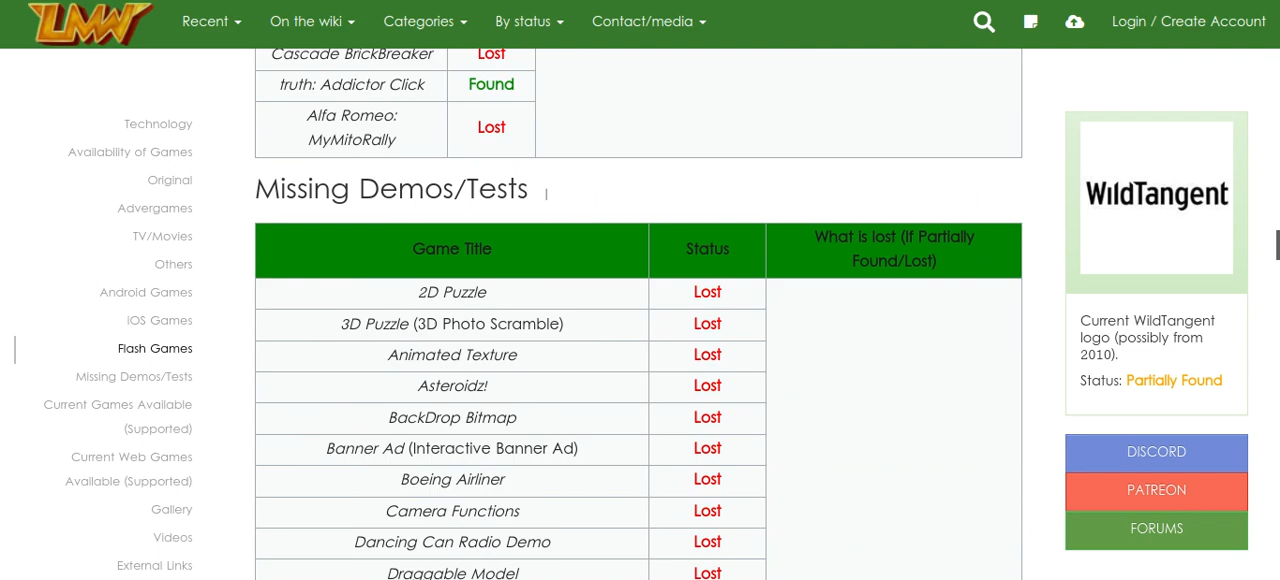 LMW Recent On the wiki Categories By status Contact/media Login / Create Account
Cascade BrickBreaker Lost
truth: Addictor Click Found
Alfa Romeo:
MyMitoRally Lost
Missing Demos/Tests
Game Title Status What is lost (If Partially
Found/Lost)
2D Puzzle Lost
3D Puzzle (3D Photo Scramble) Lost
Animated Texture Lost
Asteroidz! Lost
BackDrop Bitmap Lost
Banner Ad (Interactive Banner Ad) Lost
Boeing Airliner Lost
Camera Functions Lost
Dancing Can Radio Demo Lost
Draggable Model Lost
Technology
Availability of Games
Original
Advergames
TV/Movies
Others
Android Games
iOS Games
Flash Games
Missing Demos/Tests
Current Games Available
(Supported)
Current Web Games
Available (Supported)
Gallery
Videos
External Links
WildTangent
Current WildTangent
logo (possibly from
2010).
Status: Partially Found
DISCORD
PATREON
FORUMS